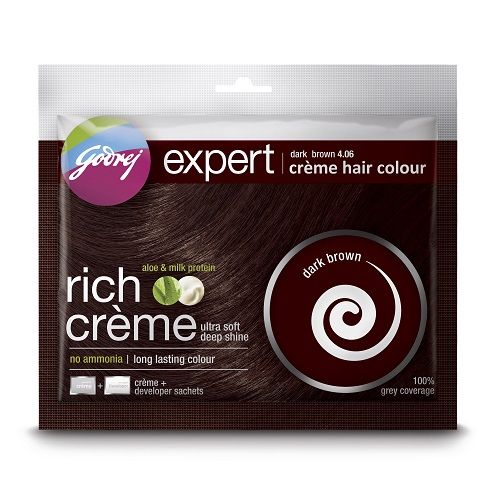 Godrej
expert
dark brown 4.06
crème hair colour
dark brown
aloe & milk protein
rich
crème
ultra soft
deep shine
no ammonia | long lasting colour
crème +
developer sachets
crème
100%
grey coverage